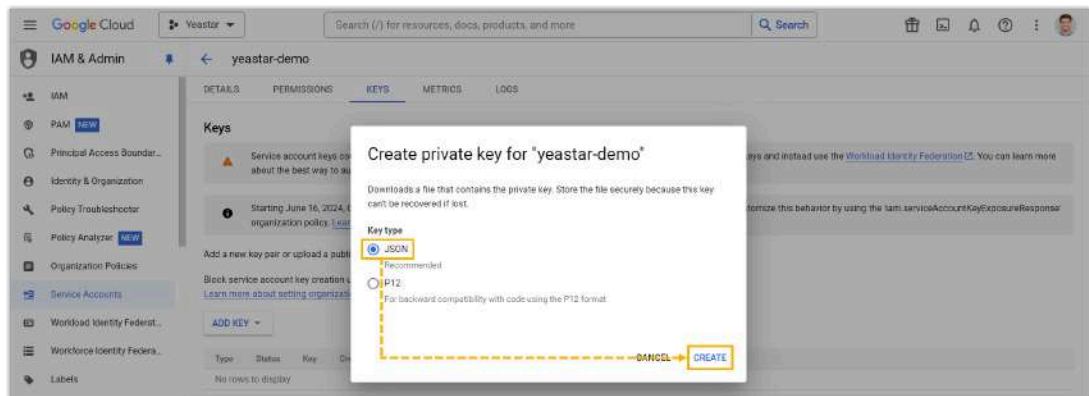 Google Cloud
Yeastar
Search (/) for resources, docs, products, and more
Search
IAM & Admin
yeastar-demo
DETAILS PERMISSIONS KEYS METRICS LOGS
IAM
PAM NEW
Principal Access Boundar...
Identity & Organization
Policy Troubleshooter
Policy Analyzer NEW
Organization Policies
Service Accounts
Workload Identity Federat...
Workforce Identity Federa...
Labels
Keys
Service account keys
eys and instead use the Workload Identity Federation. You can learn more
about the best way to au
Starting June 16, 2024,
tomize this behavior by using the 'iam.serviceAccountKeyExposureResponse'
organization policy.
Add a new key pair or upload a publi
Block service account key creation u
Learn more about setting organizati
ADD KEY
Type Status Key
No rows to display
Create private key for "yeastar-demo"
Downloads a file that contains the private key. Store the file securely because this key
can't be recovered if lost.
Key type
JSON
Recommended
P12
For backward compatibility with code using the P12 format
CANCEL CREATE